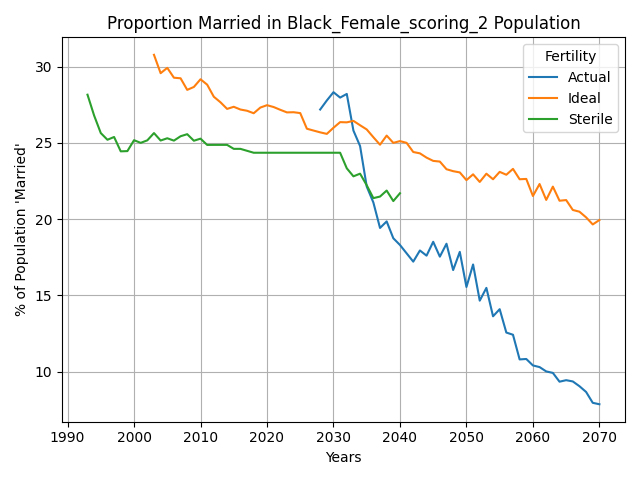 Proportion Married in Black_Female_scoring_2 Population
Fertility
Actual
Ideal
Sterile
% of Population 'Married'
30
25
20
15
10
1990 2000 2010 2020 2030 2040 2050 2060 2070
Years